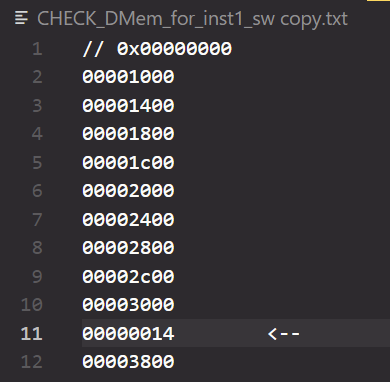 CHECK_DMem_for_inst1_sw copy.txt
1 // 0x00000000
2 00001000
3 00001400
4 00001800
5 00001c00
6 00002000
7 00002400
8 00002800
9 00002c00
10 00003000
11 00000014 <--
12 00003800